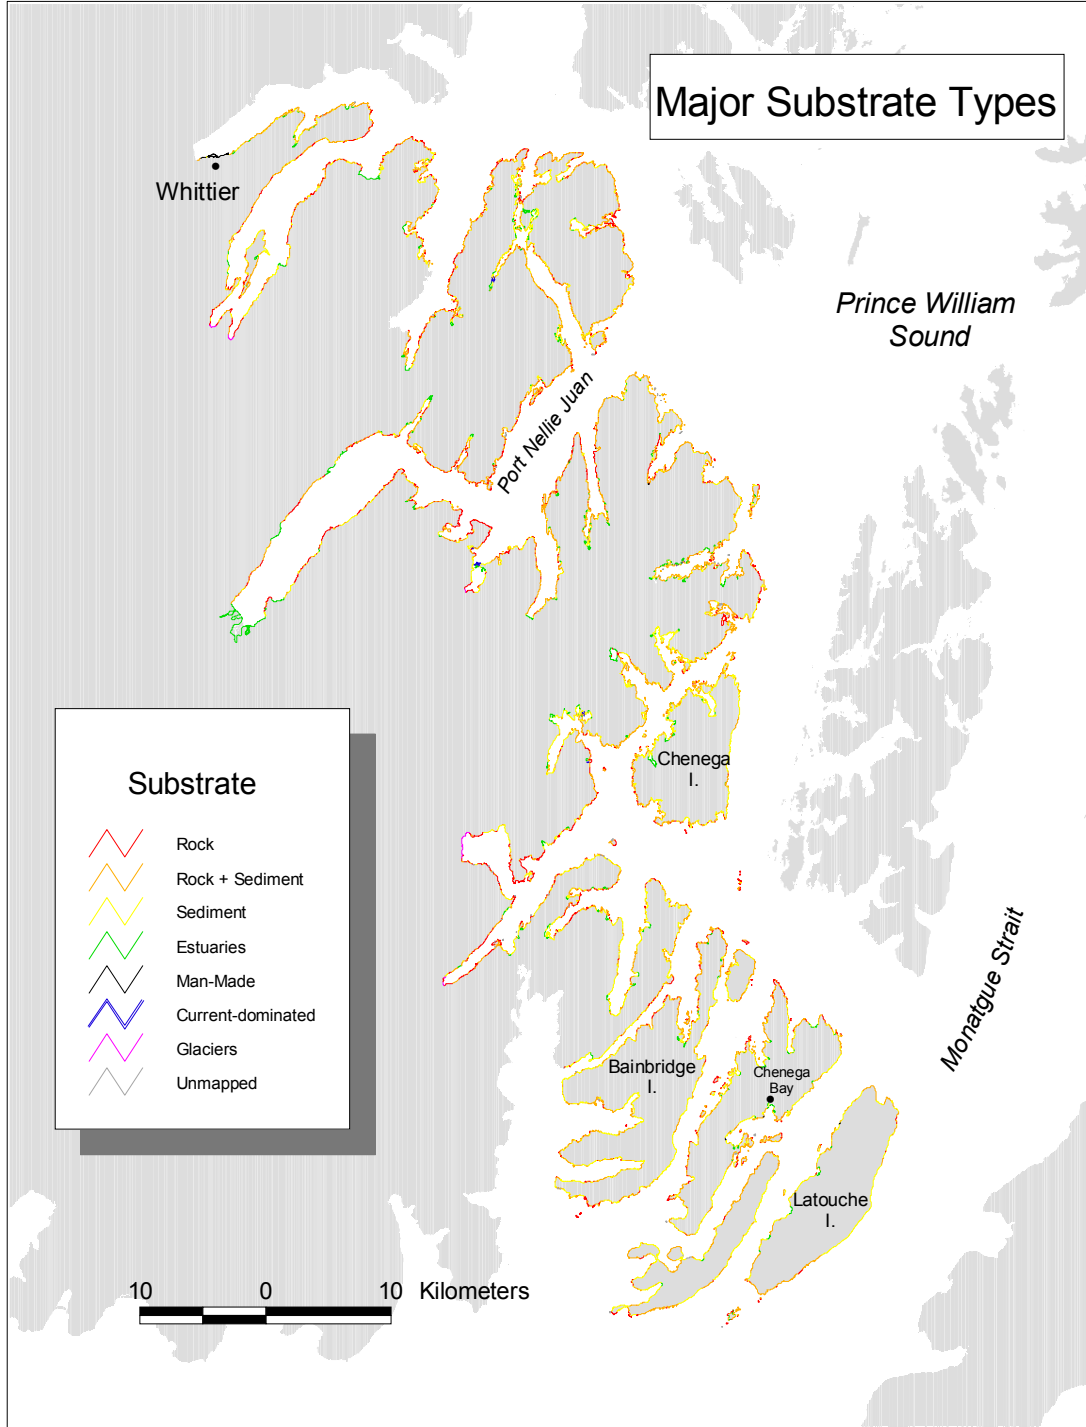 Major Substrate Types
Whittier
Prince William
Sound
Port Nellie Juan
Chenega
I.
Substrate
Rock
Rock + Sediment
Sediment
Estuaries
Man-Made
Current-dominated
Glaciers
Unmapped
Monatgue Strait
Bainbridge
I.
Chenega
Bay
Latouche
I.
10 0 10 Kilometers